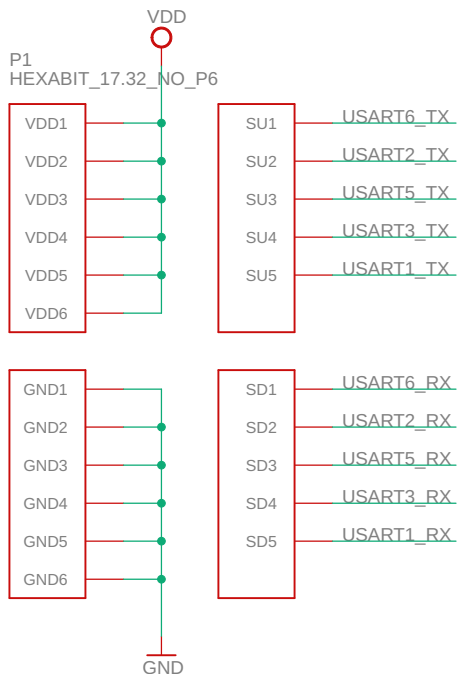 VDD
P1
HEXABIT_17.32_NO_P6
VDD1
VDD2
VDD3
VDD4
VDD5
VDD6
SU1 USART6_TX
SU2 USART2_TX
SU3 USART5_TX
SU4 USART3_TX
SU5 USART1_TX
GND1
GND2
GND3
GND4
GND5
GND6
SD1 USART6_RX
SD2 USART2_RX
SD3 USART5_RX
SD4 USART3_RX
SD5 USART1_RX
GND